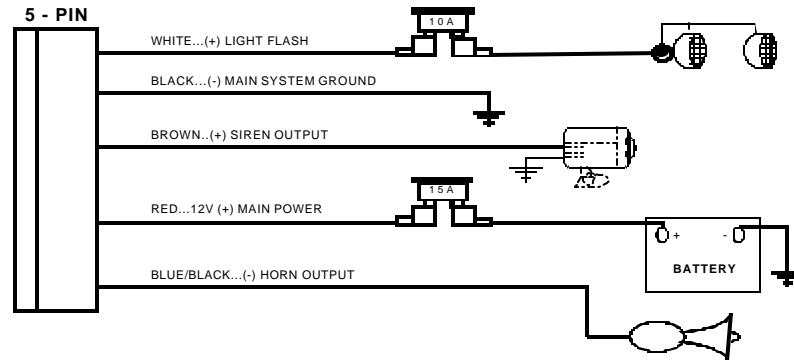 5 - PIN
10A
WHITE...(+) LIGHT FLASH
BLACK...(-) MAIN SYSTEM GROUND
BROWN..(+) SIREN OUTPUT
15A
RED...12V (+) MAIN POWER
+ -
BATTERY
BLUE/BLACK...(-) HORN OUTPUT